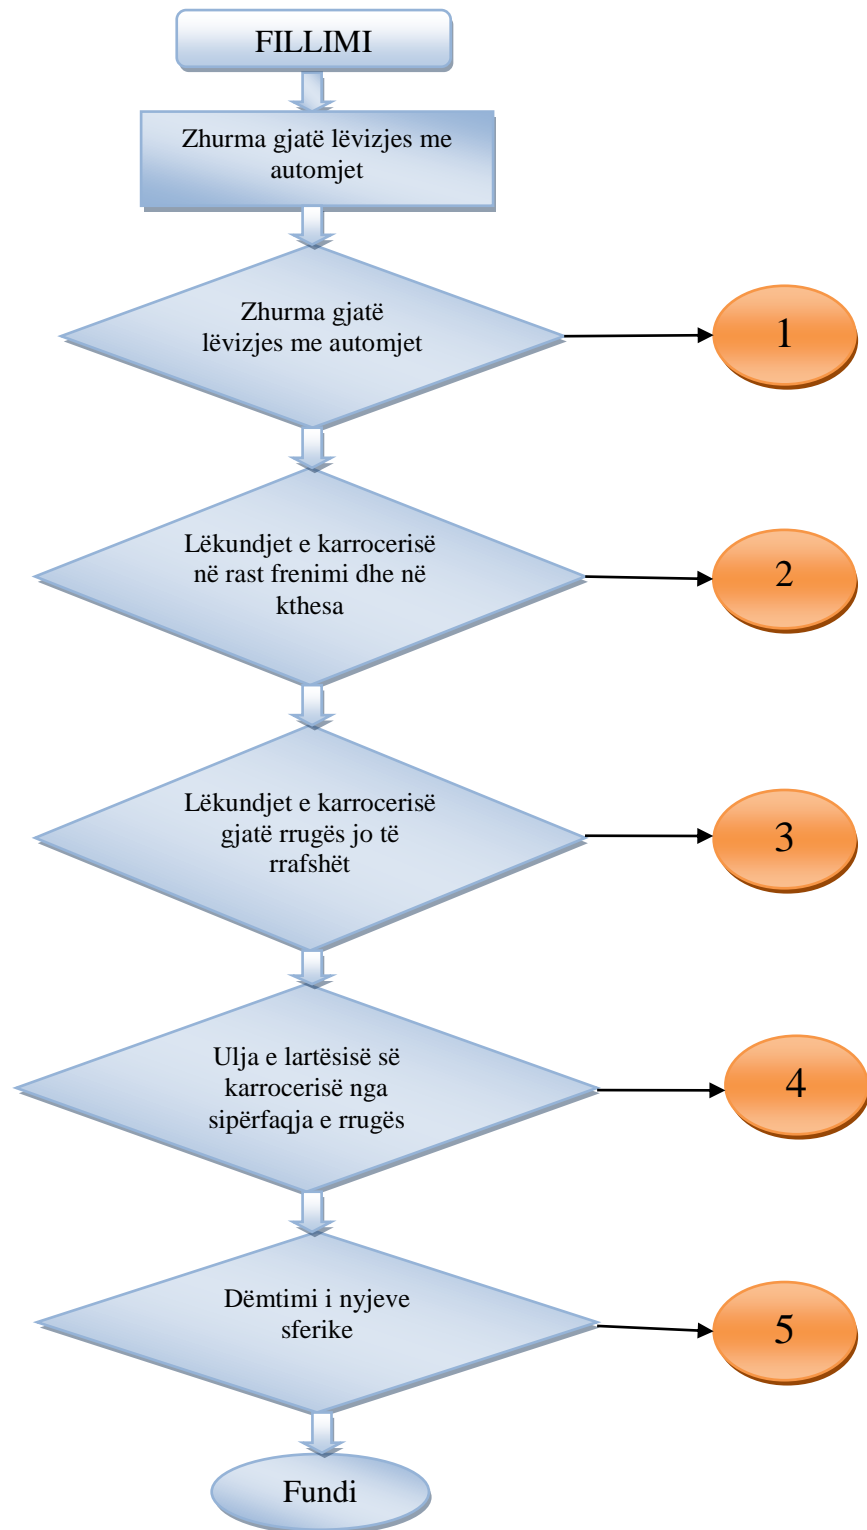 FILLIMI
Zhurma gjatë lëvizjes me
automjet
Zhurma gjatë
lëvizjes me automjet
1
Lëkundjet e karrocerisë
në rast frenimi dhe në
kthesa
2
Lëkundjet e karrocerisë
gjatë rrugës jo të
rrafshët
3
Ulja e lartësisë së
karrocerisë nga
sipërfaqja e rrugës
4
Dëmtimi i nyjeve
sferike
5
Fundi